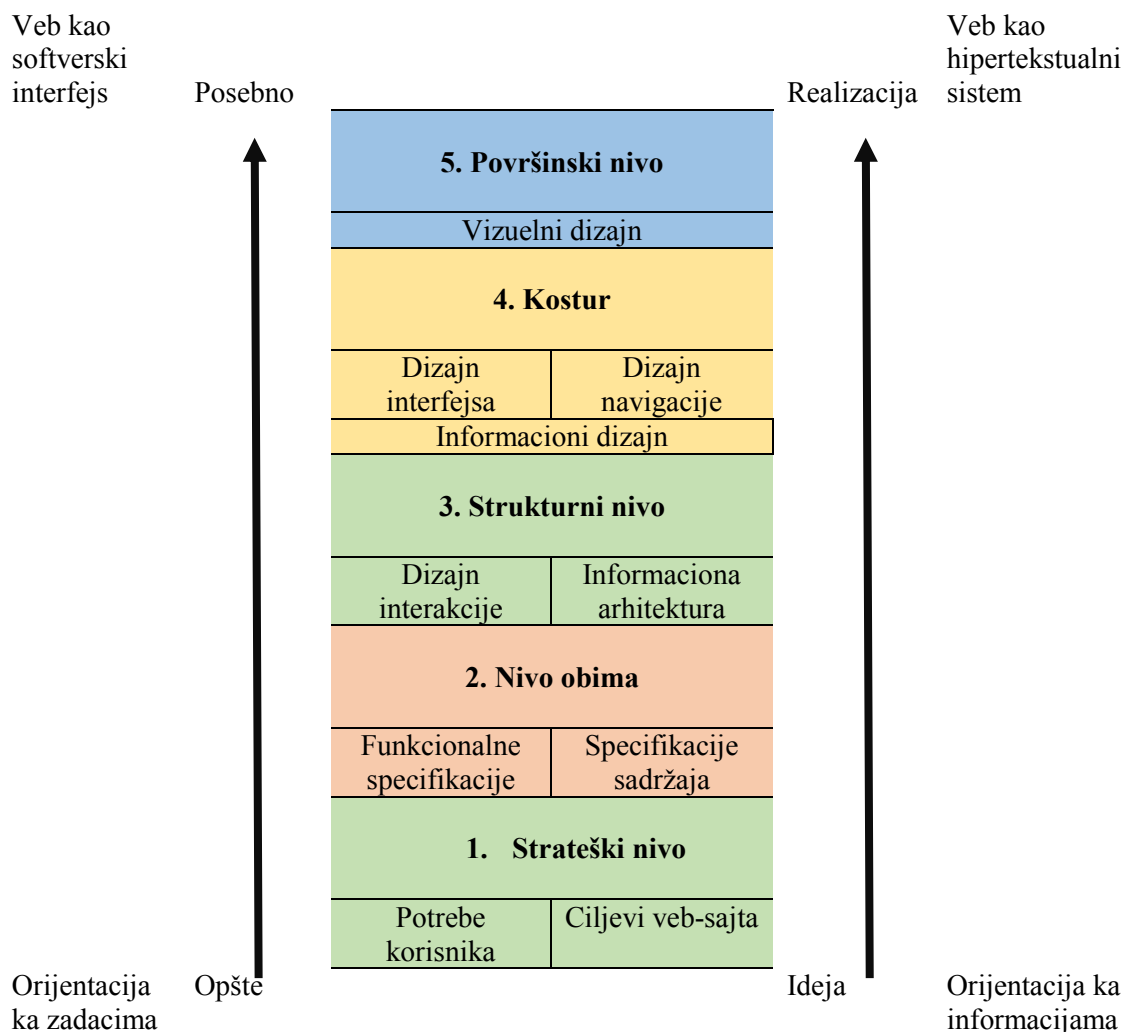 Veb kao
softverski
interfejs
Posebno
Realizacija
Veb kao
hipertekstualni
sistem
5. Površinski nivo
Vizuelni dizajn
4. Kostur
Dizajn
interfejsa
Dizajn
navigacije
Informacioni dizajn
3. Strukturni nivo
Dizajn
interakcije
Informaciona
arhitektura
2. Nivo obima
Funkcionalne
specifikacije
Specifikacije
sadržaja
1. Strateški nivo
Potrebe
korisnika
Ciljevi veb-sajta
Orijentacija
ka zadacima
Opšte
Ideja
Orijentacija ka
informacijama